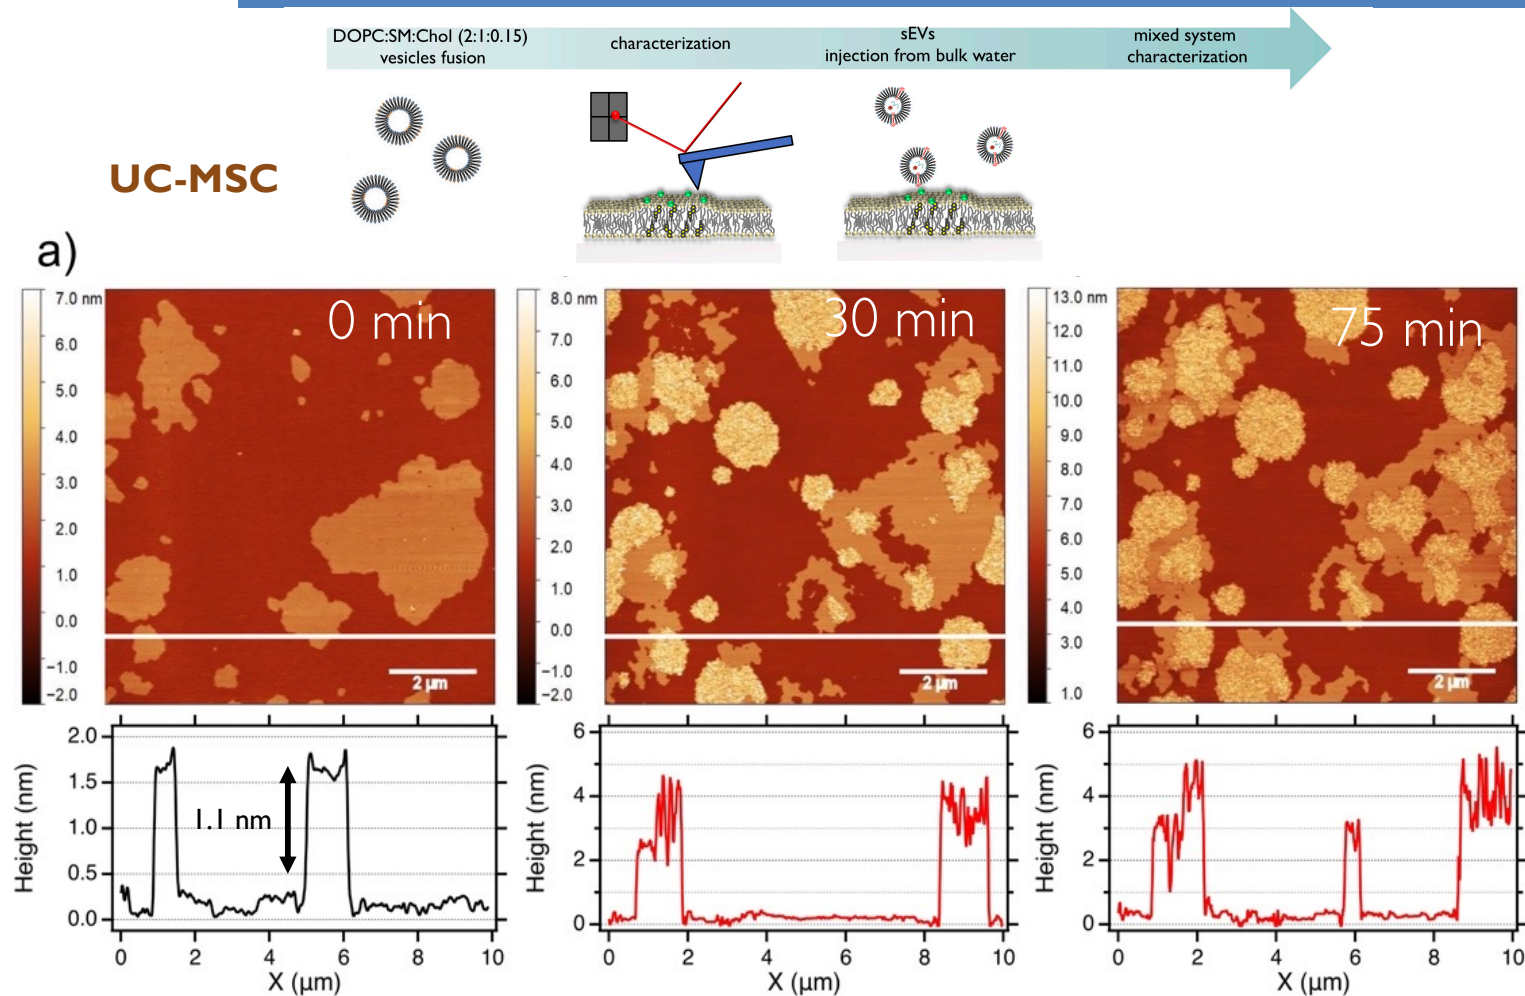 DOPC:SM:Chol (2:1:0.15)
vesicles fusion
characterization
sEVs
injection from bulk water
mixed system
characterization
UC-MSC
a)
7.0 nm
6.0
5.0
4.0
3.0
2.0
1.0
0.0
−1.0
−2.0
0 min
2 µm
8.0 nm
7.0
6.0
5.0
4.0
3.0
2.0
1.0
0.0
−1.0
−2.0
30 min
2 µm
13.0 nm
12.0
11.0
10.0
9.0
8.0
7.0
6.0
5.0
4.0
3.0
1.0
75 min
2 µm
Height (nm)
2.0
1.5
1.0
0.5
0.0
1.1 nm
0 2 4 6 8 10
X (µm)
Height (nm)
6
4
2
0
0 2 4 6 8 10
X (µm)
Height (nm)
6
4
2
0
0 2 4 6 8 10
X (µm)